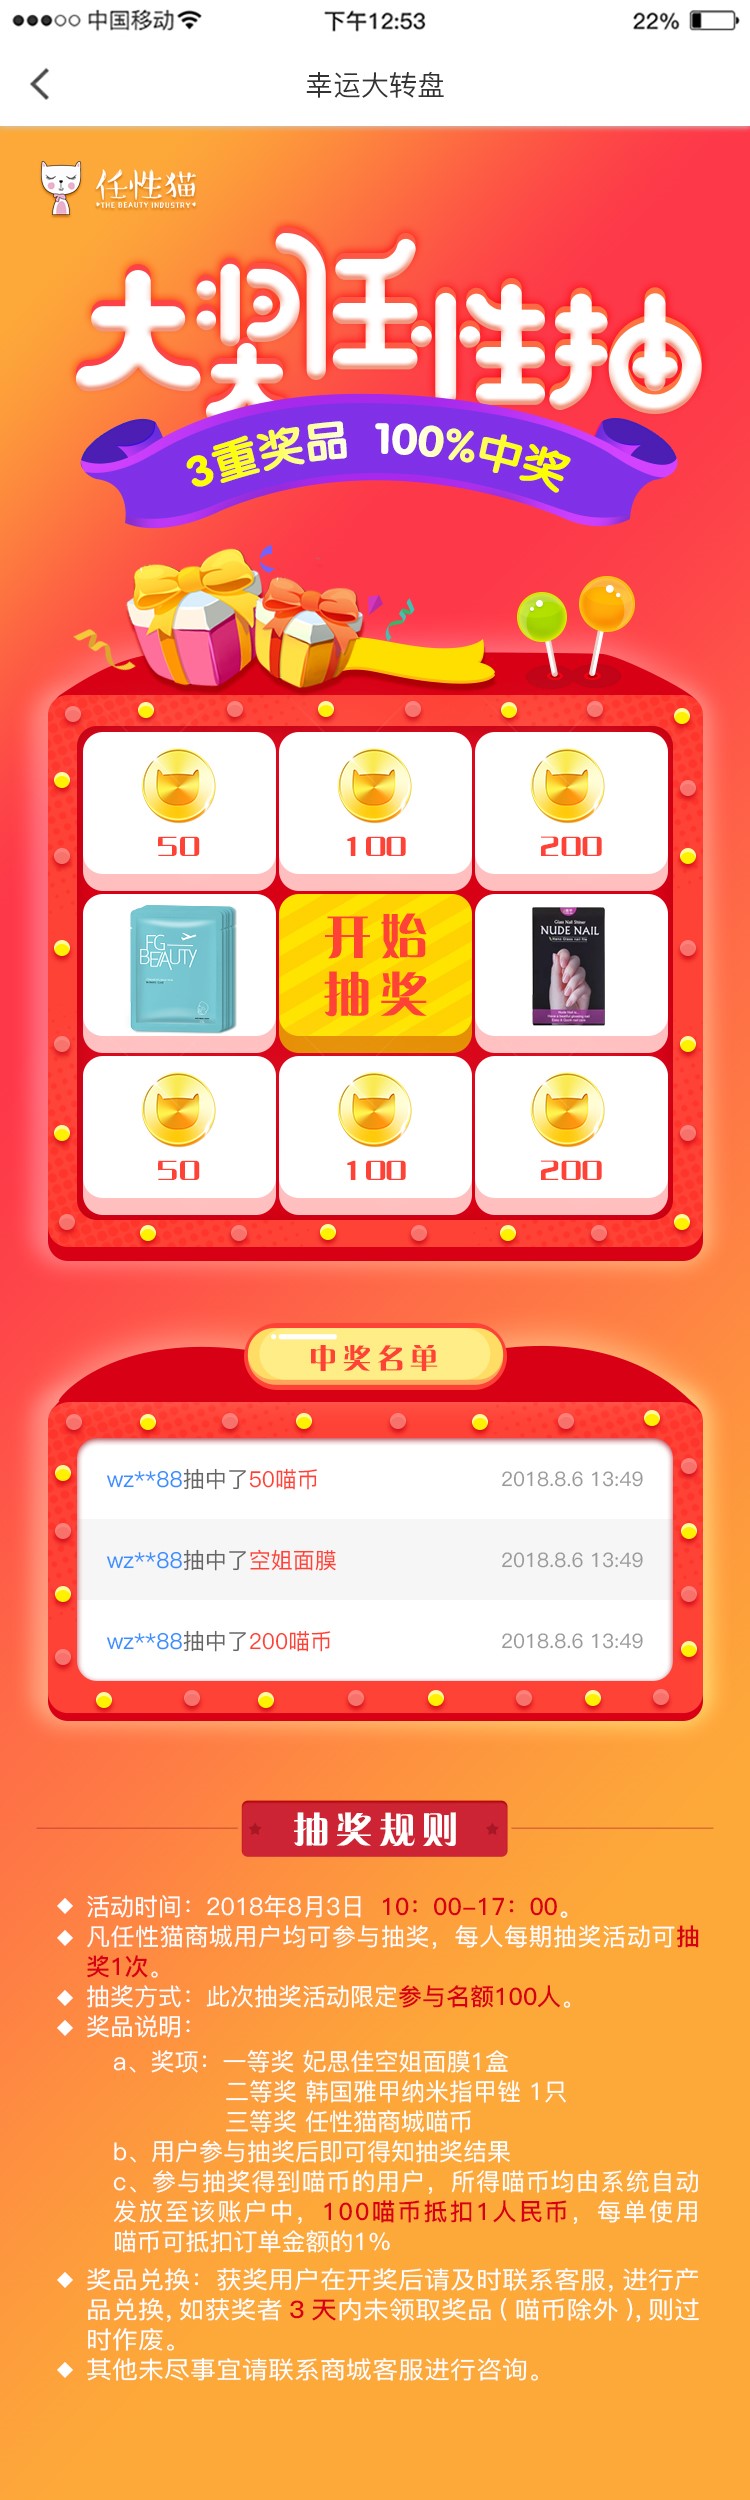 中国移动
下午12:53
22%
幸运大转盘
任性猫
THE BEAUTY INDUSTRY
大奖任性抽
3重奖品 100%中奖
50
100
200
FG
BEAUTY
开始
抽奖
Glass Nail Shiner
NUDE NAIL
50
100
200
中奖名单
wz**88抽中了50喵币 2018.8.6 13:49
wz**88抽中了空姐面膜 2018.8.6 13:49
wz**88抽中了200喵币 2018.8.6 13:49
抽奖规则
活动时间：2018年8月3日 10：00-17：00。
凡任性猫商城用户均可参与抽奖，每人每期抽奖活动可抽
奖1次。
抽奖方式：此次抽奖活动限定参与名额100人。
奖品说明：
a、奖项：一等奖 妃思佳空姐面膜1盒
二等奖 韩国雅甲纳米指甲锉 1只
三等奖 任性猫商城喵币
b、用户参与抽奖后即可得知抽奖结果
c、参与抽奖得到喵币的用户，所得喵币均由系统自动
发放至该账户中，100喵币抵扣1人民币，每单使用
喵币可抵扣订单金额的1%
奖品兑换：获奖用户在开奖后请及时联系客服, 进行产
品兑换, 如获奖者 3 天内未领取奖品 ( 喵币除外 ), 则过
时作废。
其他未尽事宜请联系商城客服进行咨询。